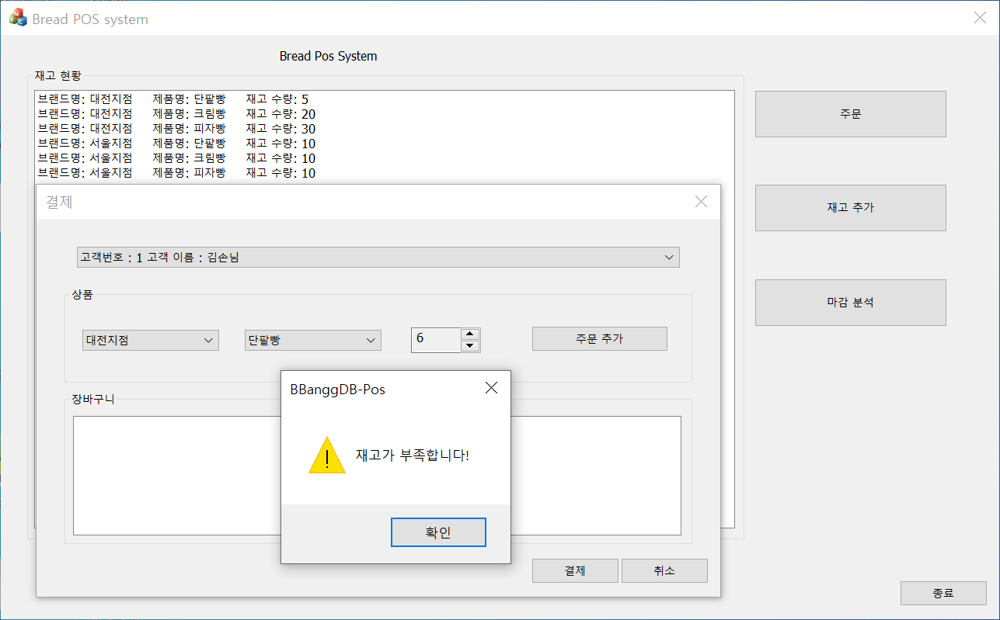 Bread POS system
Bread Pos System
재고 현황
브랜드명: 대전지점 제품명: 단팥빵 재고 수량: 5
브랜드명: 대전지점 제품명: 크림빵 재고 수량: 20
브랜드명: 대전지점 제품명: 피자빵 재고 수량: 30
브랜드명: 서울지점 제품명: 단팥빵 재고 수량: 10
브랜드명: 서울지점 제품명: 크림빵 재고 수량: 10
브랜드명: 서울지점 제품명: 피자빵 재고 수량: 10
주문
재고 추가
마감 분석
결제
고객번호 : 1 고객 이름 : 김손님
상품
대전지점 단팥빵 6 주문 추가
장바구니
BBanggDB-Pos
재고가 부족합니다!
확인
결제 취소
종료